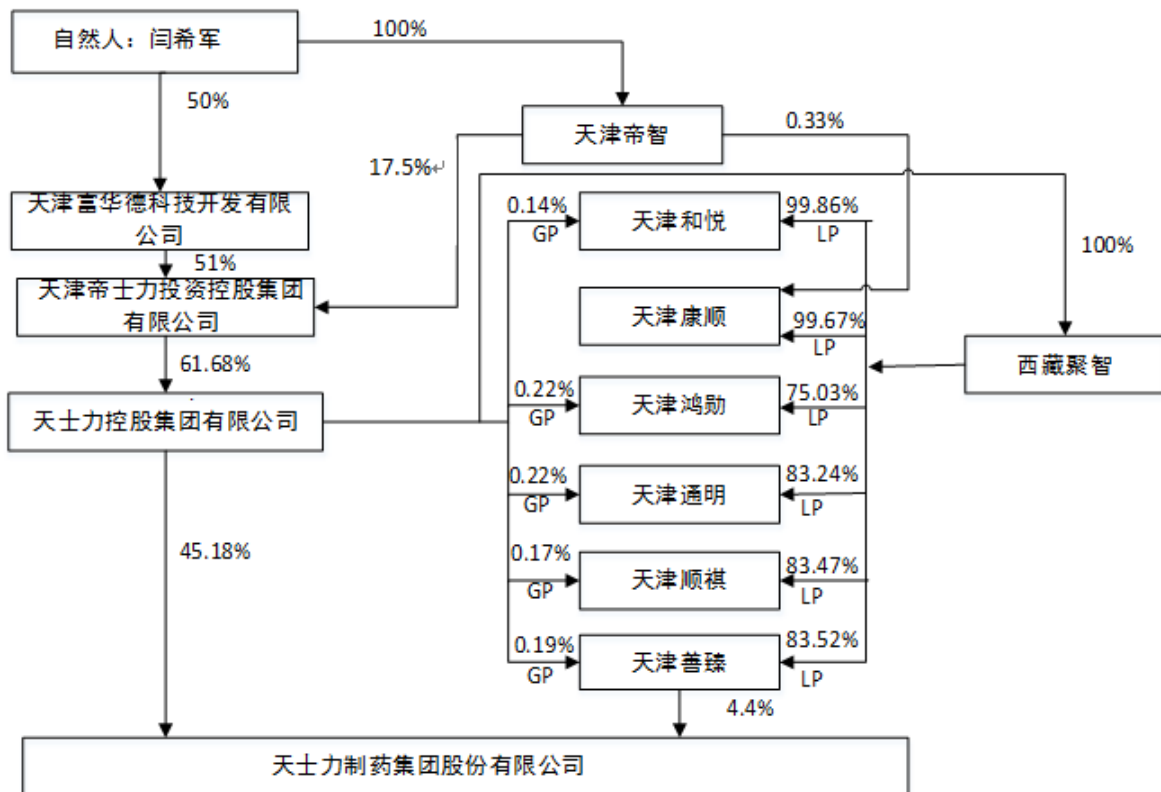 自然人：闫希军
100%
50%
天津帝智
0.33%
17.5%↵
天津富华德科技开发有限
公司
0.14%
GP
天津和悦
99.86%
LP
100%
51%
天津帝士力投资控股集团
有限公司
天津康顺
99.67%
LP
西藏聚智
61.68%
0.22%
GP
天津鸿勋
75.03%
LP
天士力控股集团有限公司
0.22%
GP
天津通明
83.24%
LP
45.18%
0.17%
GP
天津顺祺
83.47%
LP
0.19%
GP
天津善臻
83.52%
LP
4.4%
天士力制药集团股份有限公司